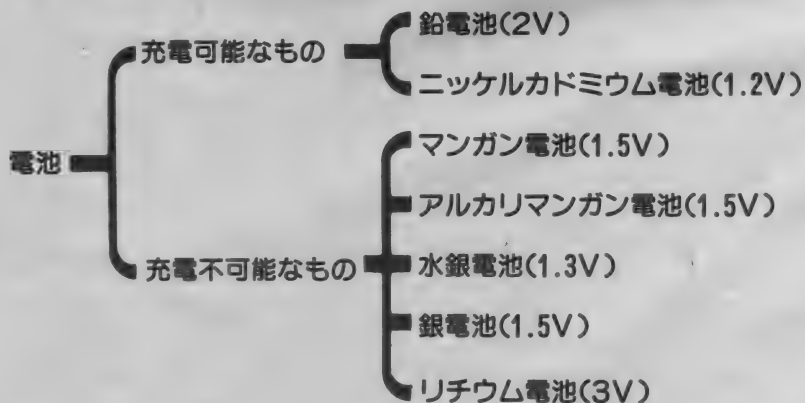 電池
充電可能なもの
鉛電池(2V)
ニッケルカドミウム電池(1.2V)
充電不可能なもの
マンガン電池(1.5V)
アルカリマンガン電池(1.5V)
水銀電池(1.3V)
銀電池(1.5V)
リチウム電池(3V)